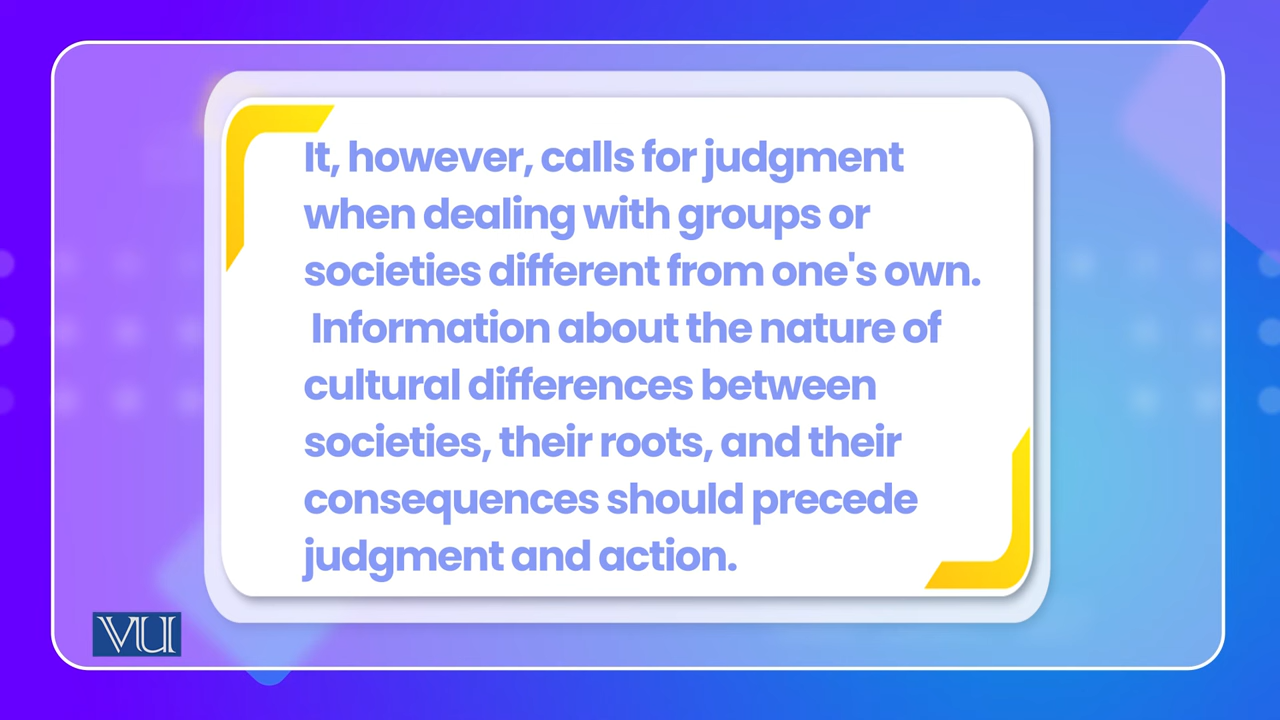 It, however, calls for judgment
when dealing with groups or
societies different from one's own.
Information about the nature of
cultural differences between
societies, their roots, and their
consequences should precede
judgment and action.
VU